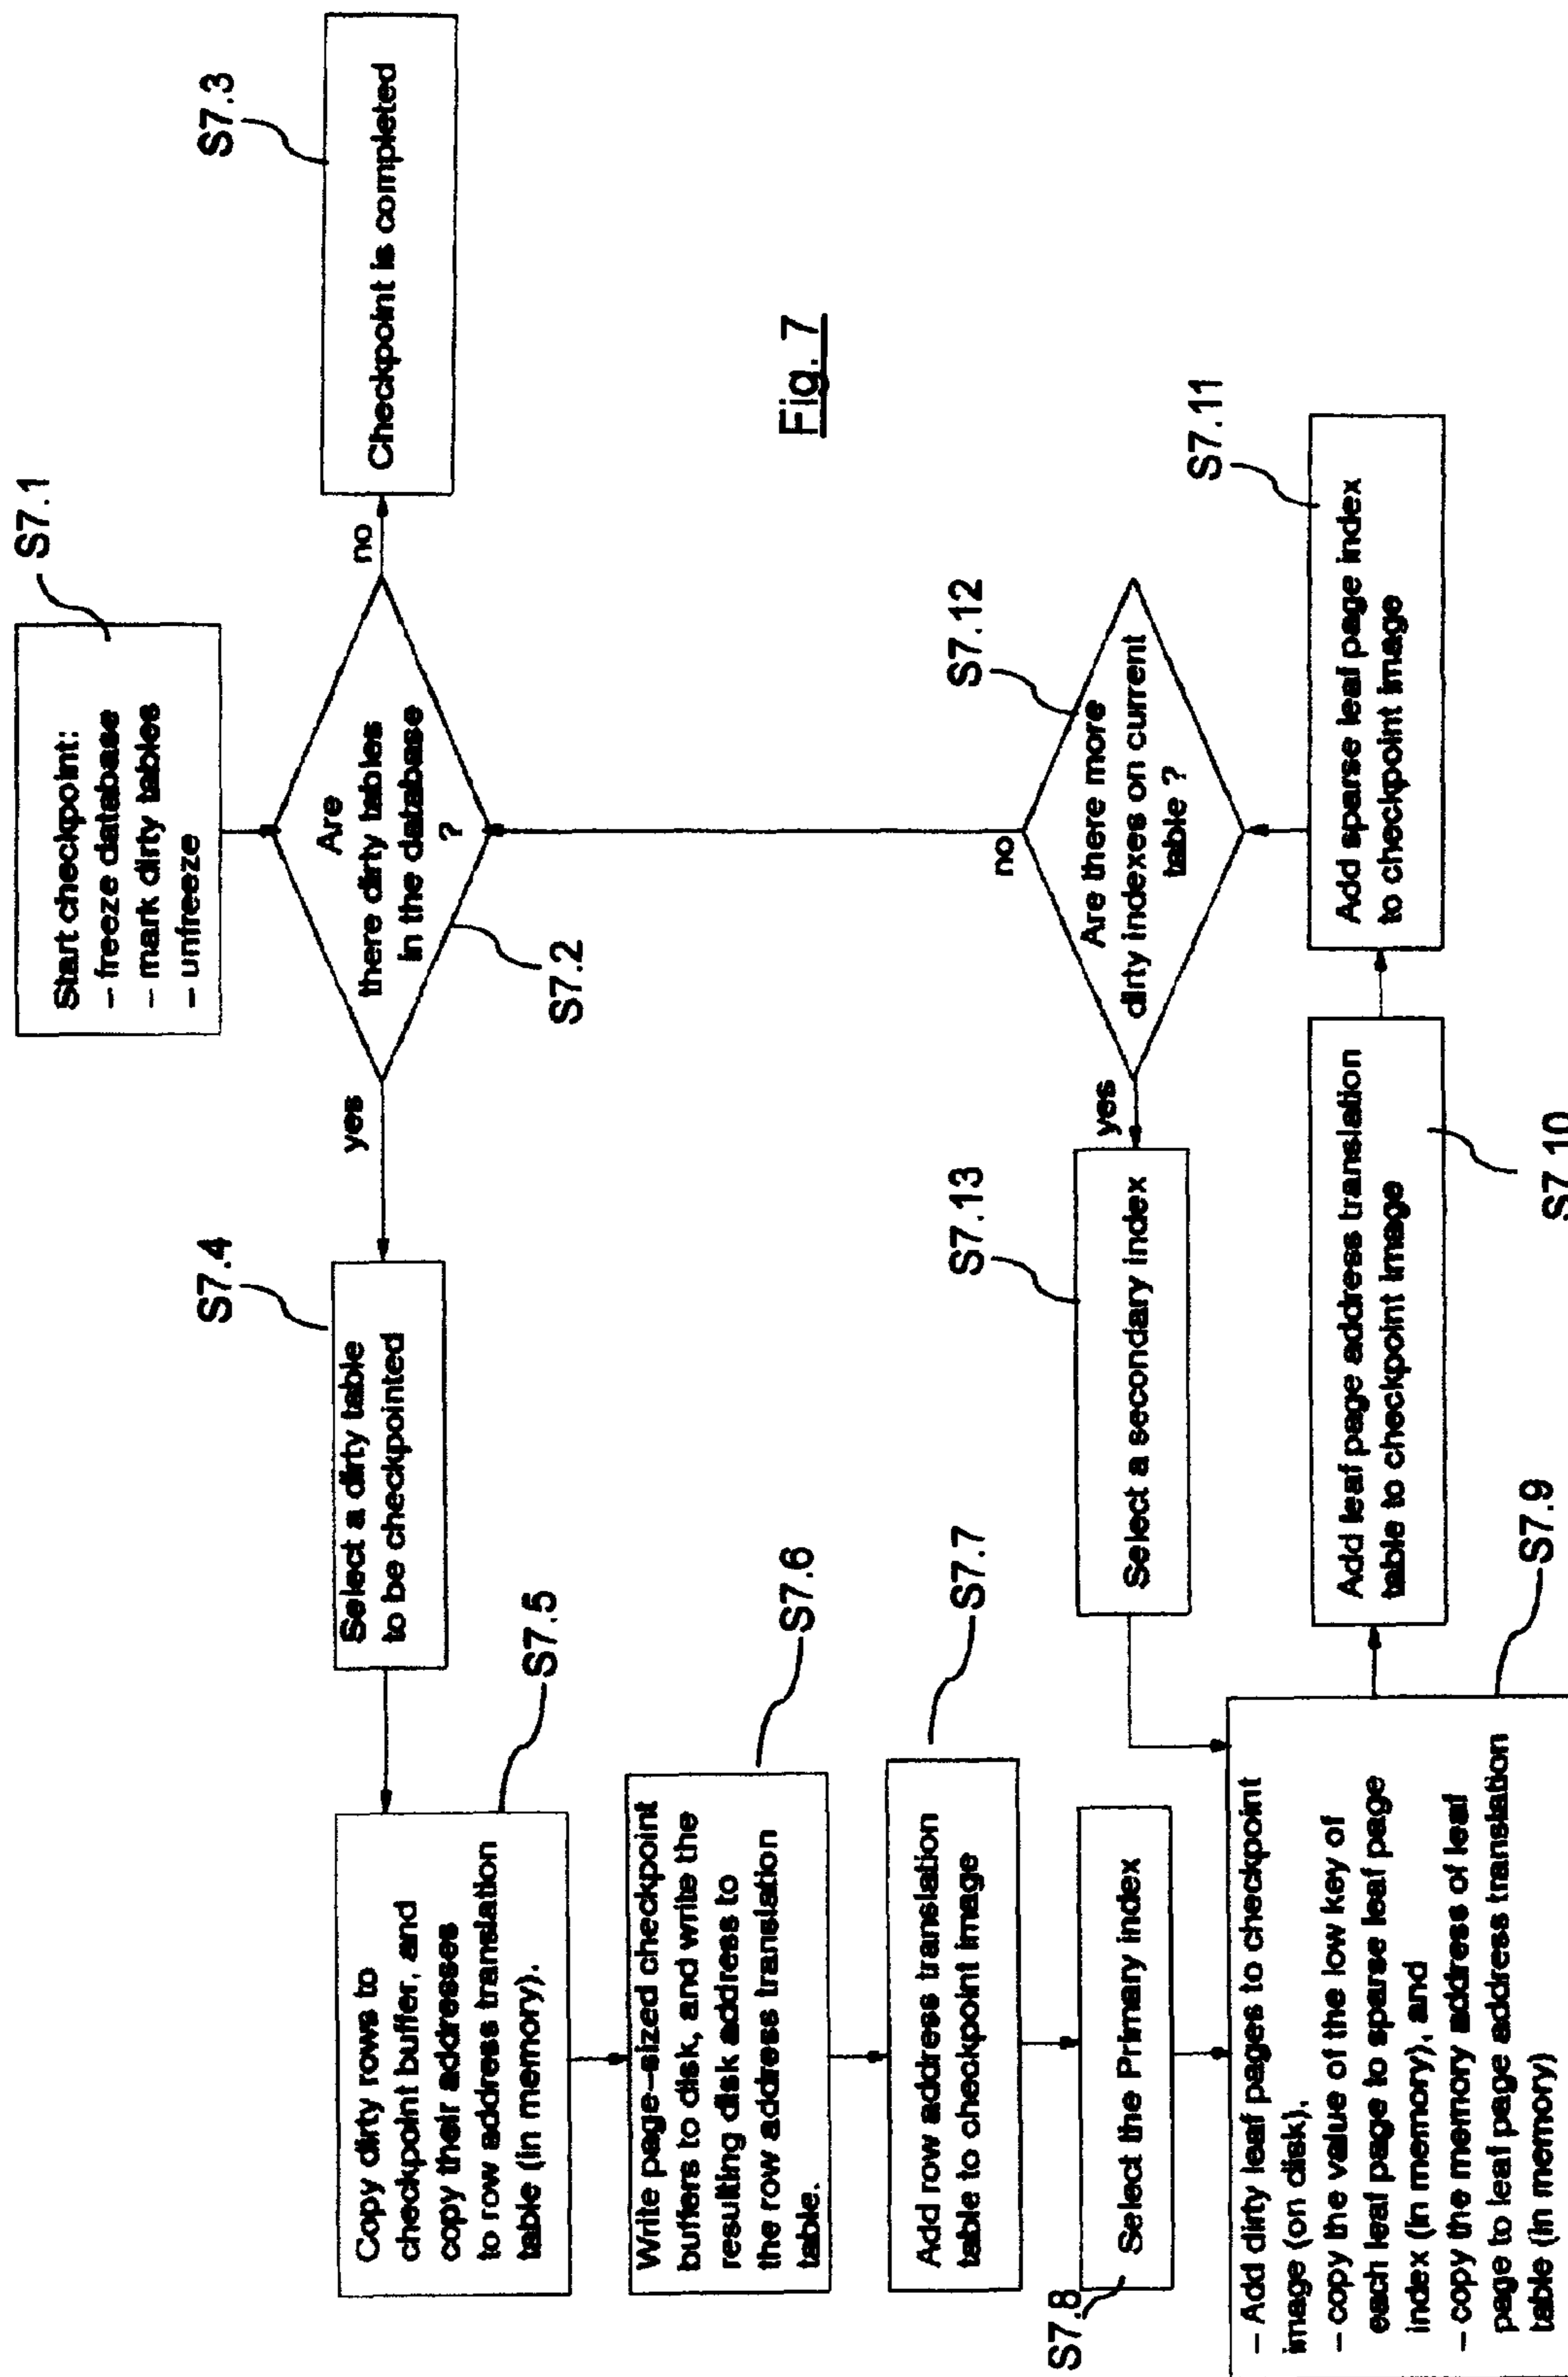 S7.1
Start checkpoint:
– freeze database
– mark dirty tables
– unfreeze
Are
there dirty tables
in the database
?
S7.2
no
S7.3
Checkpoint is completed
yes
S7.4
Select a dirty table
to be checkpointed
Copy dirty rows to
checkpoint buffer, and
copy their addresses
to row address translation
table (in memory).
S7.5
Write page–sized checkpoint
buffers to disk, and write the
resulting disk address to
the row address translation
table.
S7.6
Add row address translation
table to checkpoint image
S7.7
S7.8
Select the Primary index
– Add dirty leaf pages to checkpoint
image (on disk),
– copy the value of the low key of
each leaf page to sparse leaf page
index (in memory), and
– copy the memory address of leaf
page to leaf page address translation
table (in memory)
S7.9
Add leaf page address translation
table to checkpoint image
S7.10
Add sparse leaf page index
to checkpoint image
S7.11
Are there more
dirty indexes on current
table ?
S7.12
no
yes
S7.13
Select a secondary index
Fig. 7